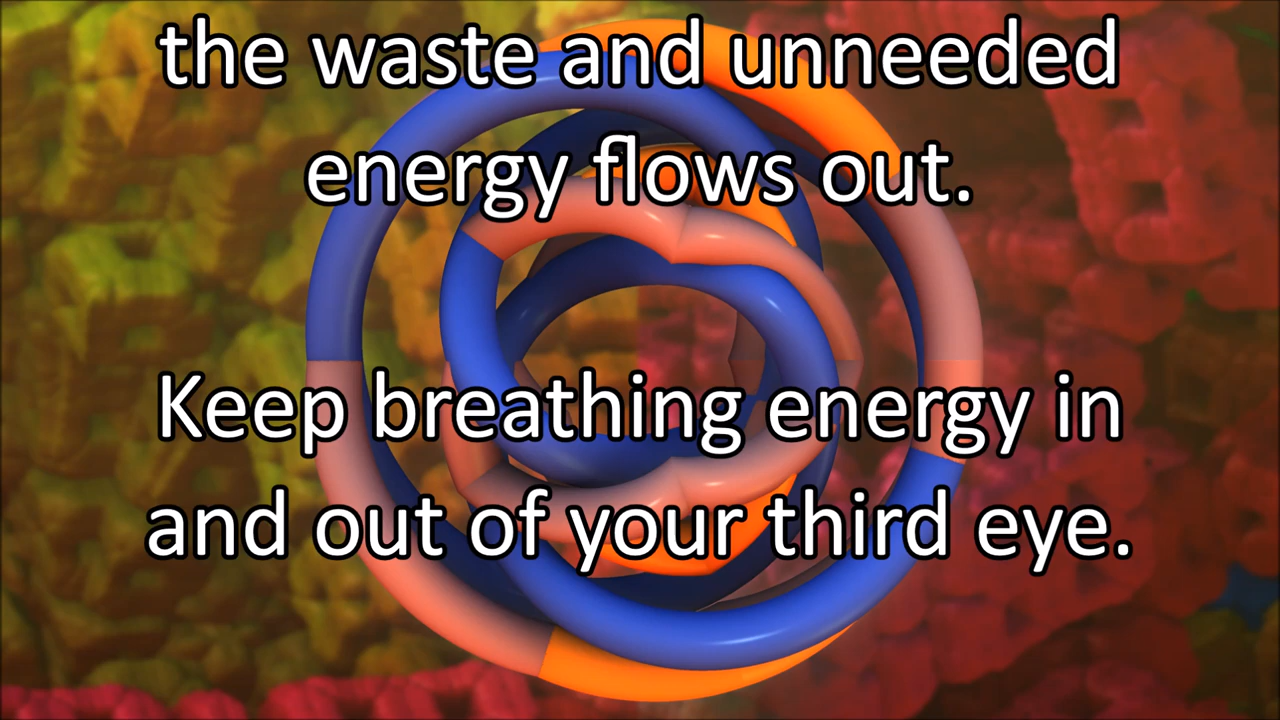 the waste and unneeded
energy flows out.
Keep breathing energy in
and out of your third eye.